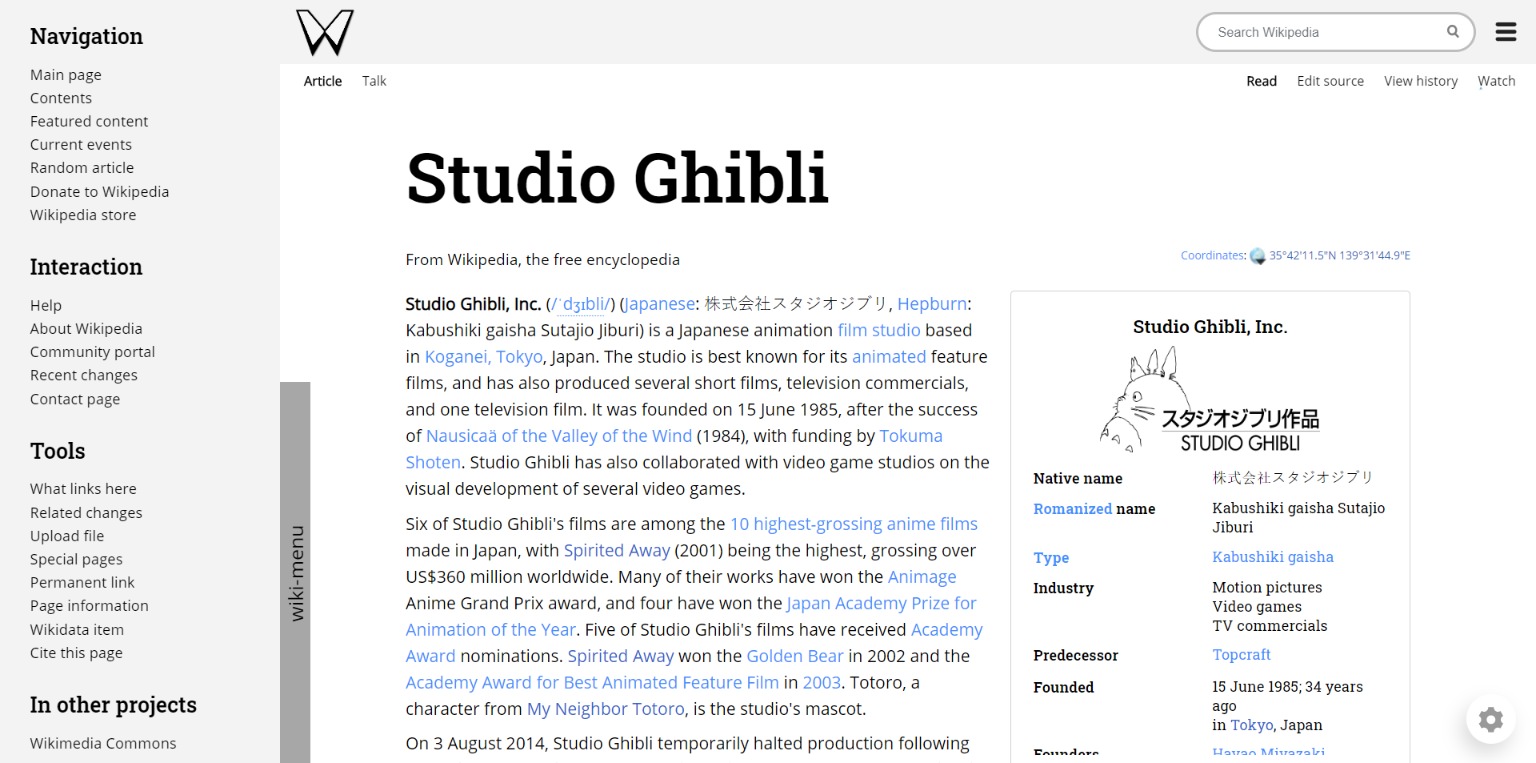 Navigation
Main page
Contents
Featured content
Current events
Random article
Donate to Wikipedia
Wikipedia store
Interaction
Help
About Wikipedia
Community portal
Recent changes
Contact page
Tools
What links here
Related changes
Upload file
Special pages
Permanent link
Page information
Wikidata item
Cite this page
In other projects
Wikimedia Commons
wiki-menu
W
Search Wikipedia
Article Talk
Read Edit source View history Watch
Studio Ghibli
From Wikipedia, the free encyclopedia
Coordinates: 35°42'11.5"N 139°31'44.9"E
Studio Ghibli, Inc. (/ˈdʒɪbli/) (Japanese: 株式会社スタジオジブリ, Hepburn:
Kabushiki gaisha Sutajio Jiburi) is a Japanese animation film studio based
in Koganei, Tokyo, Japan. The studio is best known for its animated feature
films, and has also produced several short films, television commercials,
and one television film. It was founded on 15 June 1985, after the success
of Nausicaä of the Valley of the Wind (1984), with funding by Tokuma
Shoten. Studio Ghibli has also collaborated with video game studios on the
visual development of several video games.
Six of Studio Ghibli's films are among the 10 highest-grossing anime films
made in Japan, with Spirited Away (2001) being the highest, grossing over
US$360 million worldwide. Many of their works have won the Animage
Anime Grand Prix award, and four have won the Japan Academy Prize for
Animation of the Year. Five of Studio Ghibli's films have received Academy
Award nominations. Spirited Away won the Golden Bear in 2002 and the
Academy Award for Best Animated Feature Film in 2003. Totoro, a
character from My Neighbor Totoro, is the studio's mascot.
On 3 August 2014, Studio Ghibli temporarily halted production following
Studio Ghibli, Inc.
スタジオジブリ作品
STUDIO GHIBLI
Native name 株式会社スタジオジブリ
Romanized name Kabushiki gaisha Sutajio
Jiburi
Type Kabushiki gaisha
Industry Motion pictures
Video games
TV commercials
Predecessor Topcraft
Founded 15 June 1985; 34 years
ago
in Tokyo, Japan
Founders Hayao Miyazaki